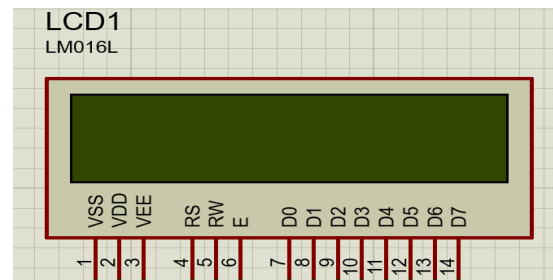 LCD1
LM016L
VSS VDD VEE RS RW E D0 D1 D2 D3 D4 D5 D6 D7
1 2 3 4 5 6 7 8 9 10 11 12 13 14